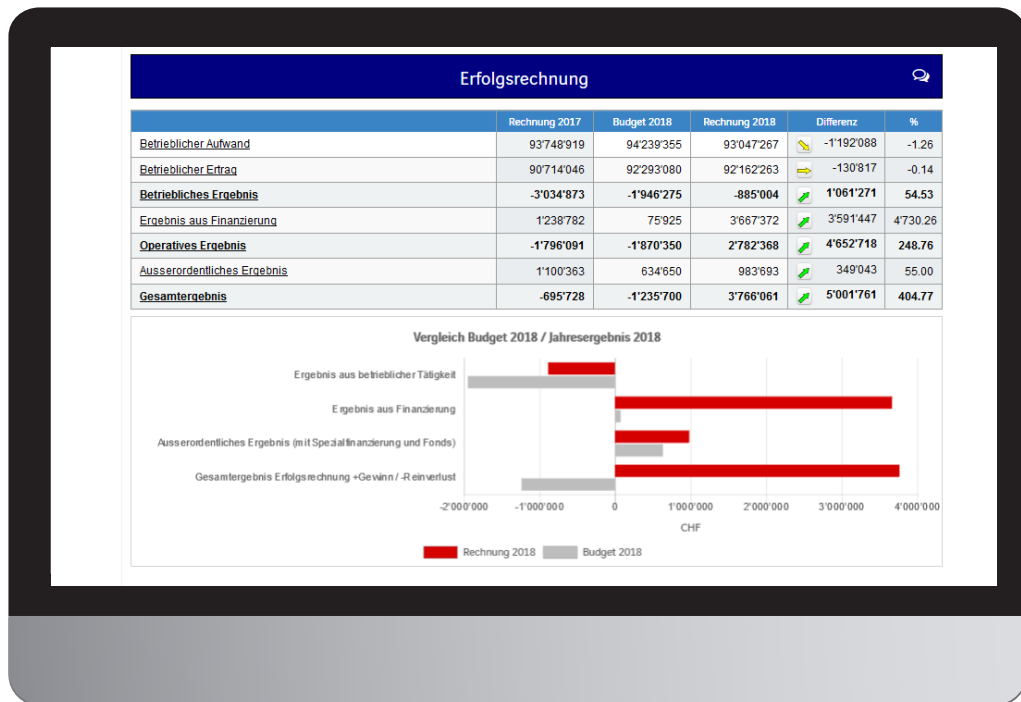 Erfolgsrechnung
Rechnung 2017 Budget 2018 Rechnung 2018 Differenz %
Betrieblicher Aufwand 93'748'919 94'239'355 93'047'267 -1'192'088 -1.26
Betrieblicher Ertrag 90'714'046 92'293'080 92'162'263 -130'817 -0.14
Betriebliches Ergebnis -3'034'873 -1'946'275 -885'004 1'061'271 54.53
Ergebnis aus Finanzierung 1'238'782 75'925 3'667'372 3'591'447 4'730.26
Operatives Ergebnis -1'796'091 -1'870'350 2'782'368 4'652'718 248.76
Ausserordentliches Ergebnis 1'100'363 634'650 983'693 349'043 55.00
Gesamtergebnis -695'728 -1'235'700 3'766'061 5'001'761 404.77
Vergleich Budget 2018 / Jahresergebnis 2018
Ergebnis aus betrieblicher Tätigkeit
Ergebnis aus Finanzierung
Ausserordentliches Ergebnis (mit Spezialfinanzierung und Fonds)
Gesamtergebnis Erfolgsrechnung +Gewinn / -Reinverlust
-2'000'000 -1'000'000 0 1'000'000 2'000'000 3'000'000 4'000'000
CHF
Rechnung 2018 Budget 2018